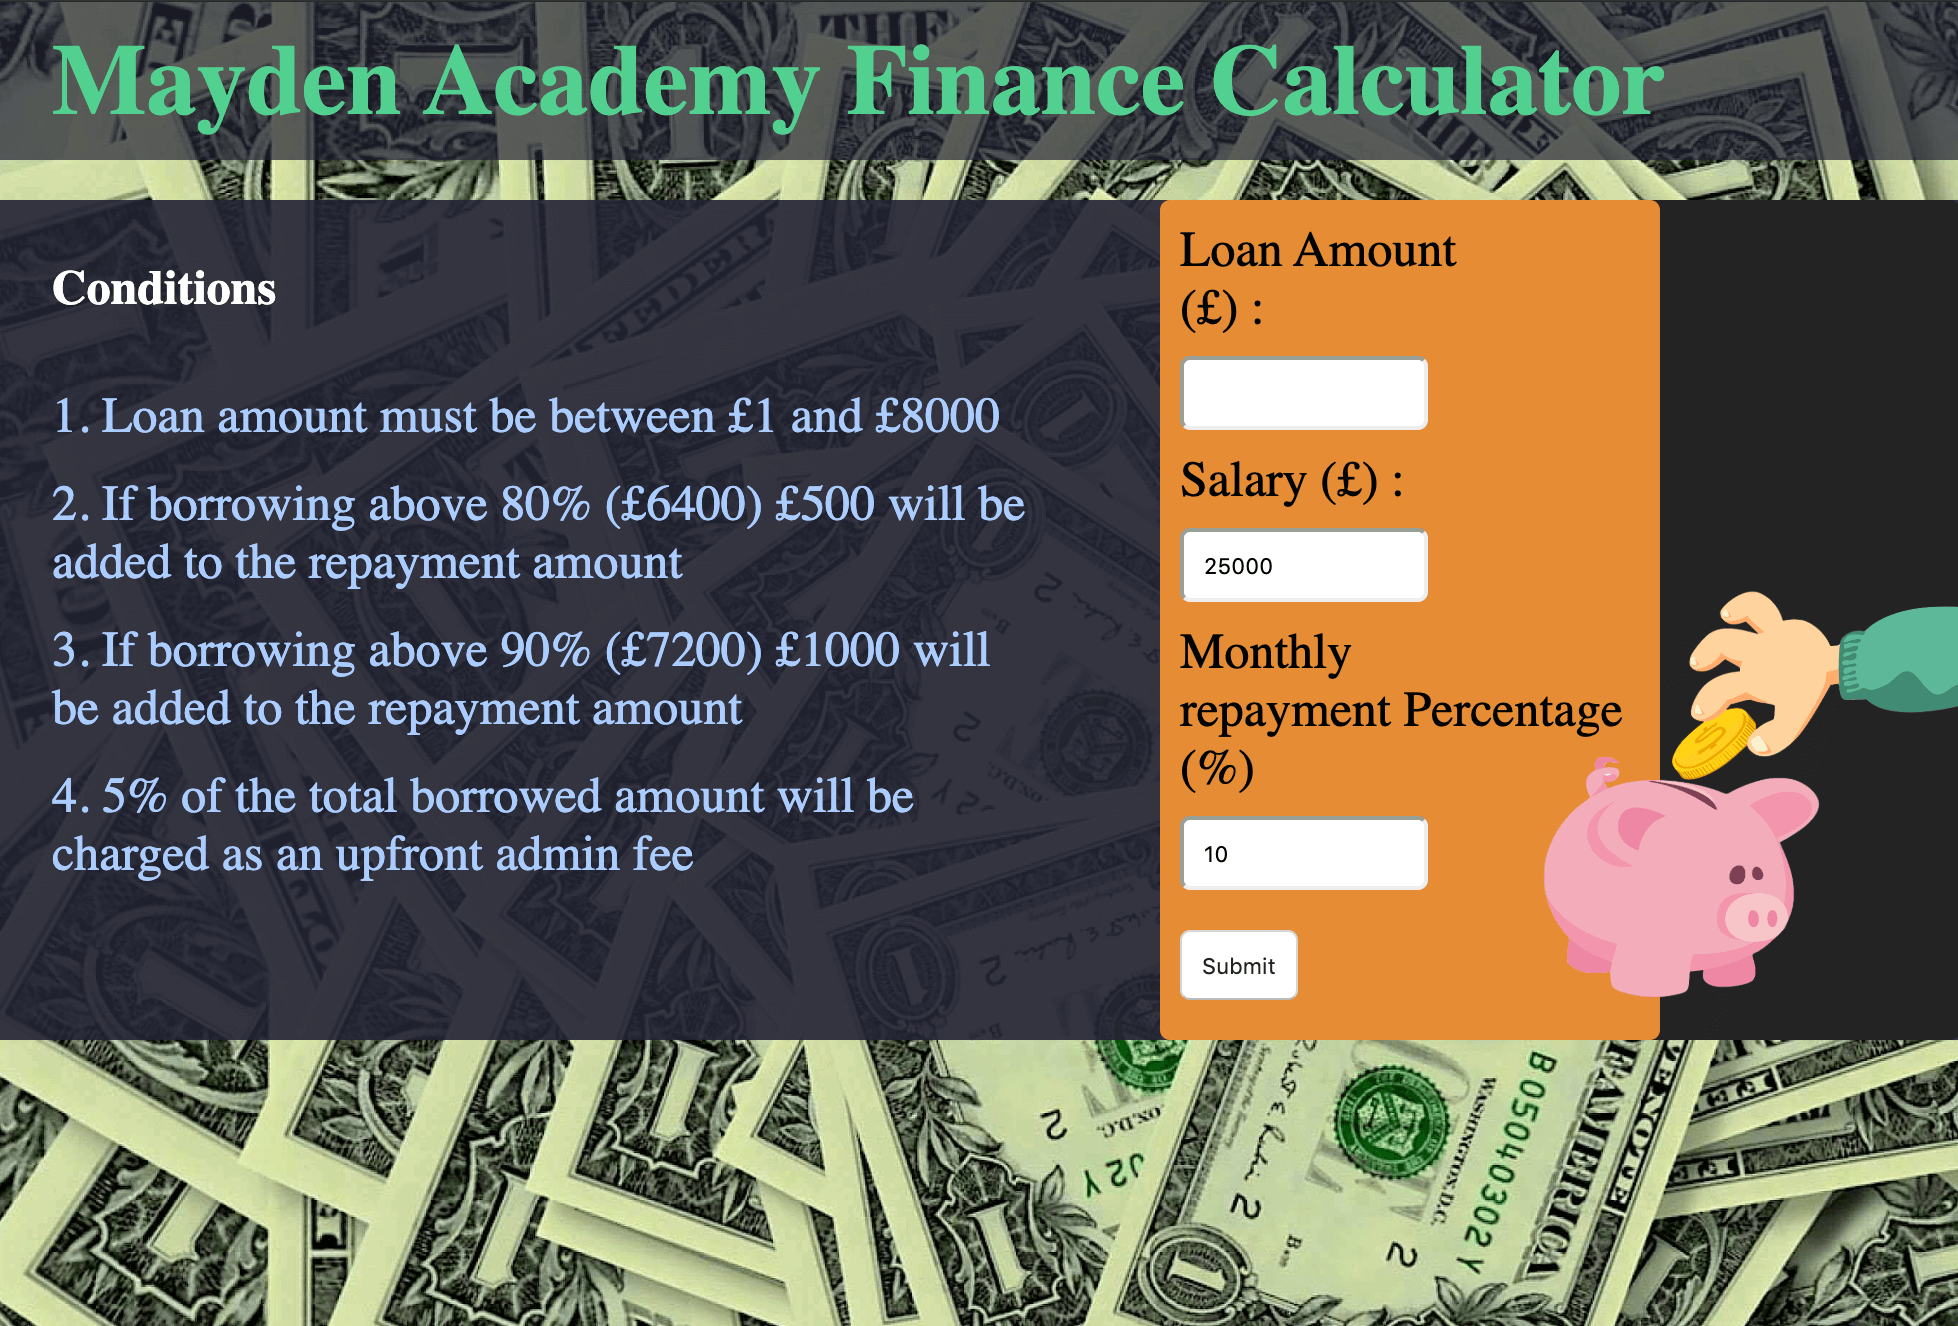 Mayden Academy Finance Calculator
Conditions
1. Loan amount must be between £1 and £8000
2. If borrowing above 80% (£6400) £500 will be
added to the repayment amount
3. If borrowing above 90% (£7200) £1000 will
be added to the repayment amount
4. 5% of the total borrowed amount will be
charged as an upfront admin fee
Loan Amount
(£) :
Salary (£) :
25000
Monthly
repayment Percentage
(%)
10
Submit
WASHINGTON, D.C.
B05040302Y
AMERICA